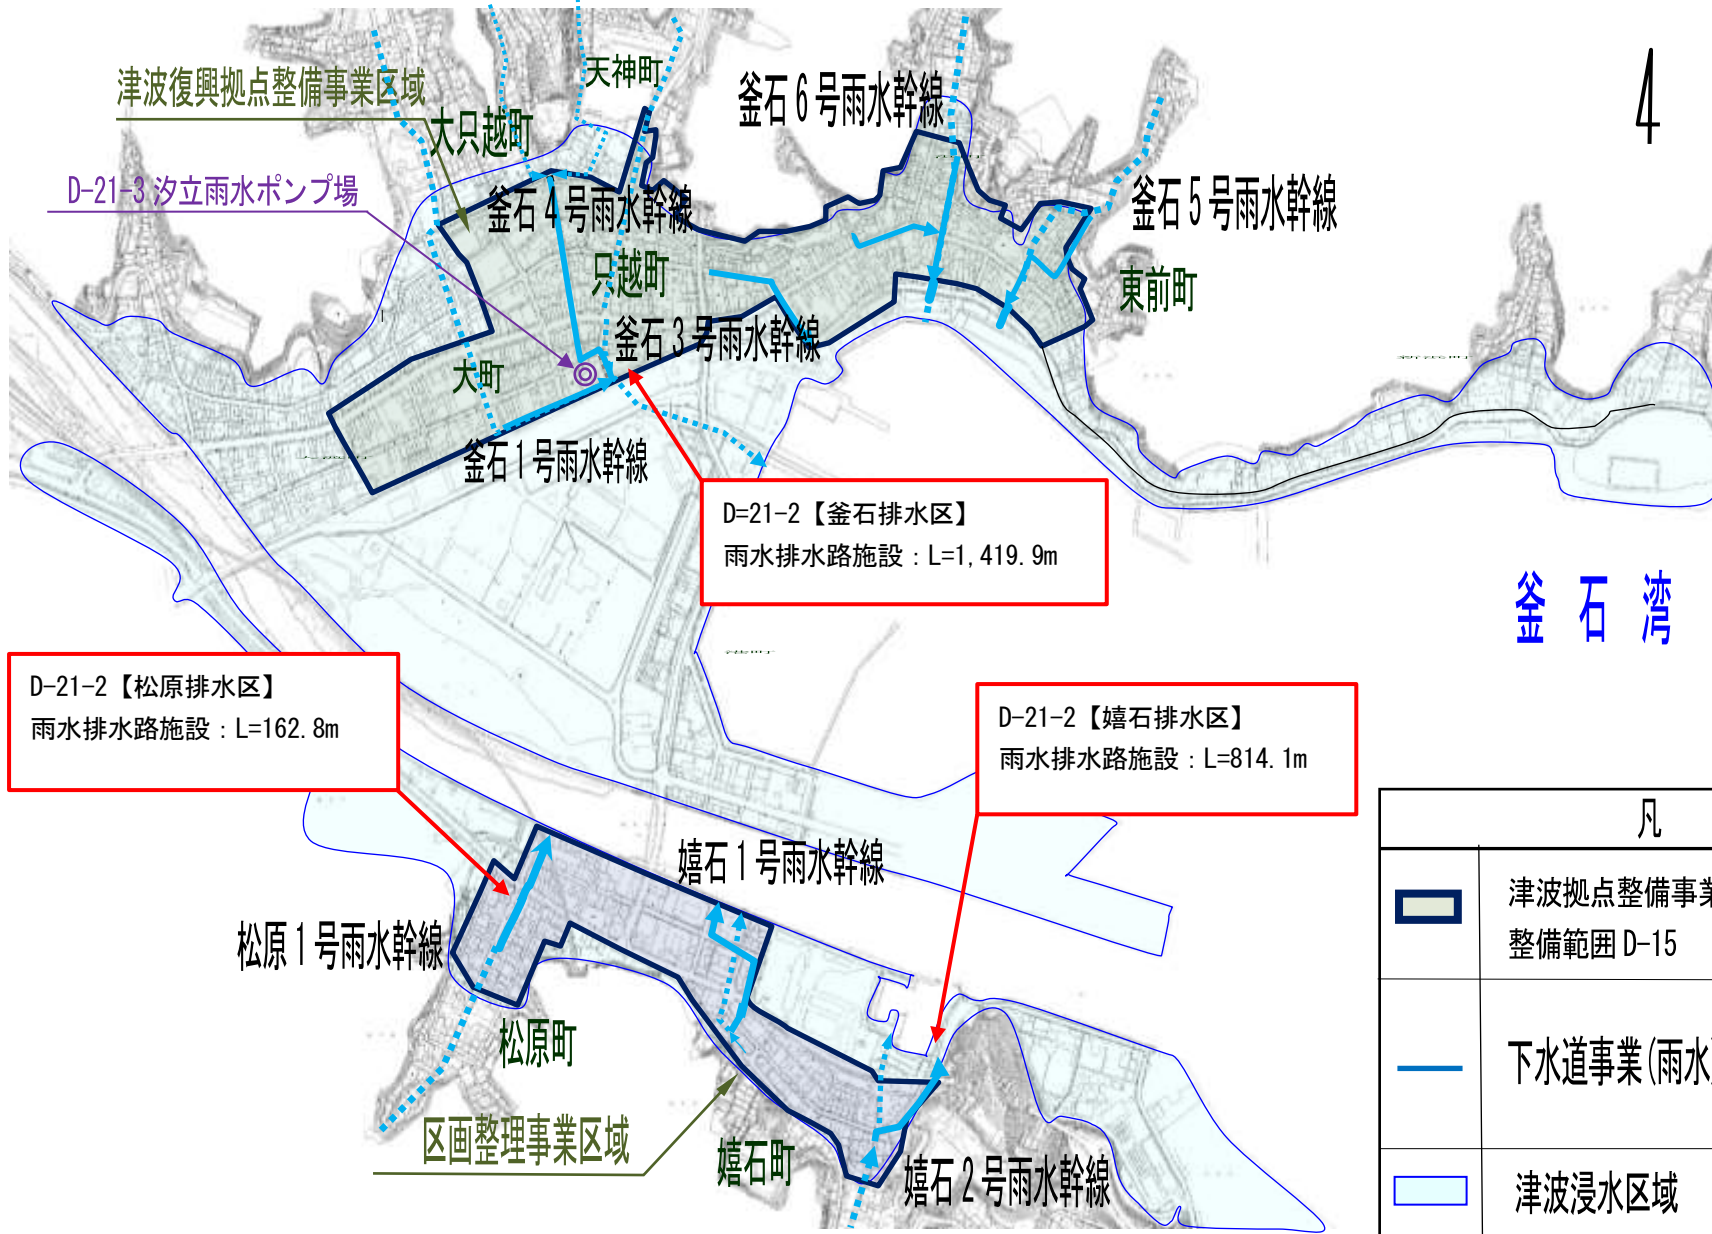 4
天神町
津波復興拠点整備事業区域
大只越町
釜石6号雨水幹線
D-21-3 汐立雨水ポンプ場
釜石4号雨水幹線
釜石5号雨水幹線
只越町
東前町
釜石3号雨水幹線
大町
釜石1号雨水幹線
D=21-2【釜石排水区】
雨水排水路施設：L=1,419.9m
釜石湾
D-21-2【松原排水区】
雨水排水路施設：L=162.8m
D-21-2【嬉石排水区】
雨水排水路施設：L=814.1m
嬉石1号雨水幹線
松原1号雨水幹線
松原町
区画整理事業区域
嬉石町
嬉石2号雨水幹線
凡
津波拠点整備事業
整備範囲 D-15
下水道事業(雨水)
津波浸水区域